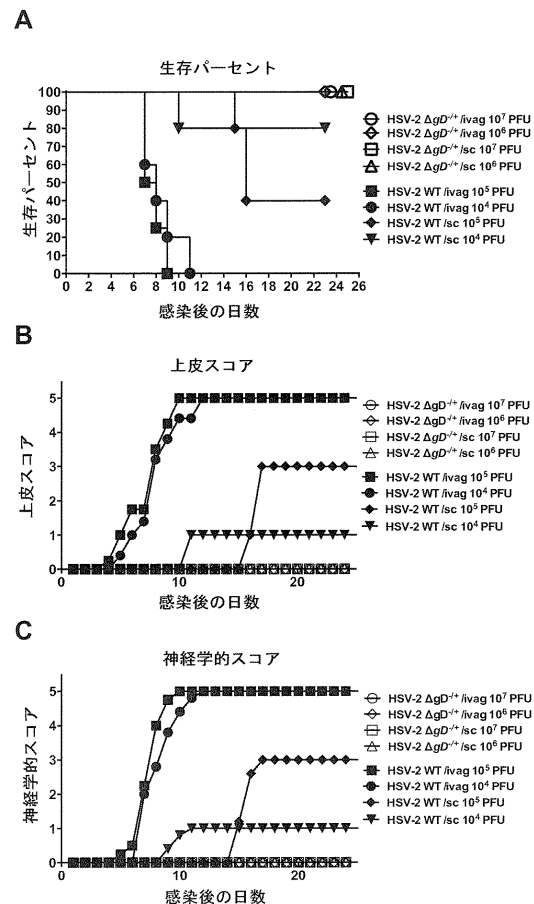 A
生存パーセント
生存パーセント
100
90
80
70
60
50
40
30
20
10
0
0 2 4 6 8 10 12 14 16 18 20 22 24 26
感染後の日数
HSV-2 ΔgD-/+/ivag 10⁷ PFU
HSV-2 ΔgD-/+/ivag 10⁶ PFU
HSV-2 ΔgD-/+/sc 10⁷ PFU
HSV-2 ΔgD-/+/sc 10⁶ PFU
HSV-2 WT/ivag 10⁵ PFU
HSV-2 WT/ivag 10⁴ PFU
HSV-2 WT/sc 10⁵ PFU
HSV-2 WT/sc 10⁴ PFU
B
上皮スコア
上皮スコア
5
4
3
2
1
0
0 10 20
感染後の日数
HSV-2 ΔgD-/+/ivag 10⁷ PFU
HSV-2 ΔgD-/+/ivag 10⁶ PFU
HSV-2 ΔgD-/+/sc 10⁷ PFU
HSV-2 ΔgD-/+/sc 10⁶ PFU
HSV-2 WT/ivag 10⁵ PFU
HSV-2 WT/ivag 10⁴ PFU
HSV-2 WT/sc 10⁵ PFU
HSV-2 WT/sc 10⁴ PFU
C
神経学的スコア
神経学的スコア
5
4
3
2
1
0
0 10 20
感染後の日数
HSV-2 ΔgD-/+/ivag 10⁷ PFU
HSV-2 ΔgD-/+/ivag 10⁶ PFU
HSV-2 ΔgD-/+/sc 10⁷ PFU
HSV-2 ΔgD-/+/sc 10⁶ PFU
HSV-2 WT/ivag 10⁵ PFU
HSV-2 WT/ivag 10⁴ PFU
HSV-2 WT/sc 10⁵ PFU
HSV-2 WT/sc 10⁴ PFU